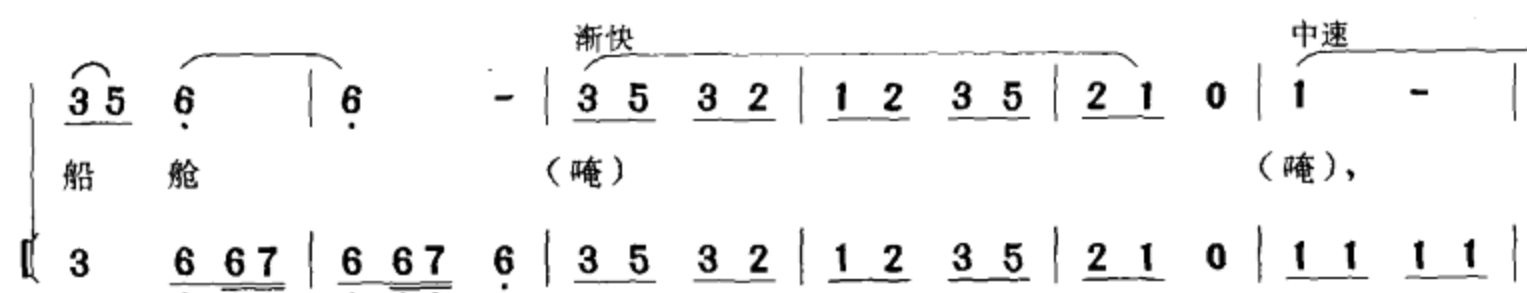 渐快 中速
3 5 6 | 6 - | 3 5 3 2 | 1 2 3 5 | 2 1 0 | 1 - |
船 舱 (唵) (唵),
3 6 6 7 | 6 6 7 6 | 3 5 3 2 | 1 2 3 5 | 2 1 0 | 1 1 1 1 |